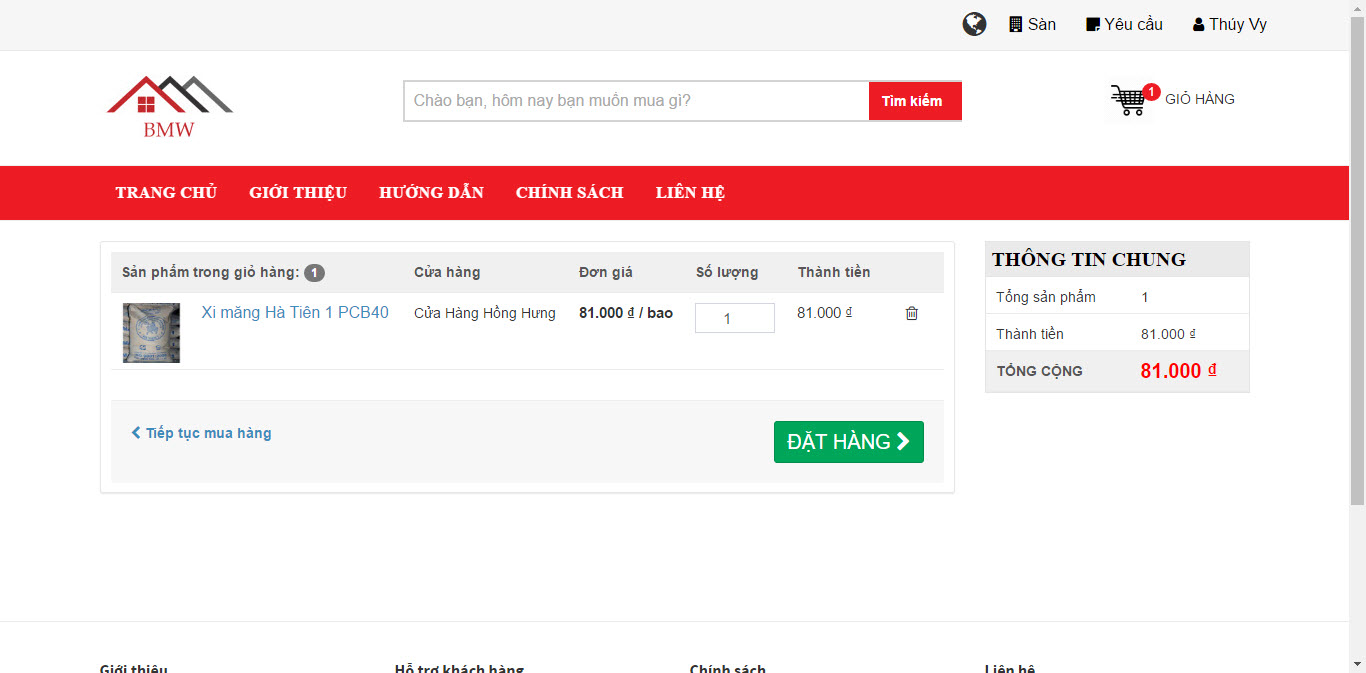 Sàn Yêu cầu Thúy Vy
BMW
Chào bạn, hôm nay bạn muốn mua gì? Tìm kiếm
1 GIỎ HÀNG
TRANG CHỦ GIỚI THIỆU HƯỚNG DẪN CHÍNH SÁCH LIÊN HỆ
Sản phẩm trong giỏ hàng: 1 Cửa hàng Đơn giá Số lượng Thành tiền
Xi măng Hà Tiên 1 PCB40 Cửa Hàng Hồng Hưng 81.000 ₫ / bao 1 81.000 ₫
Tiếp tục mua hàng ĐẶT HÀNG
THÔNG TIN CHUNG
Tổng sản phẩm 1
Thành tiền 81.000 ₫
TỔNG CỘNG 81.000 ₫
Giới thiệu Hỗ trợ khách hàng Chính sách Liên hệ